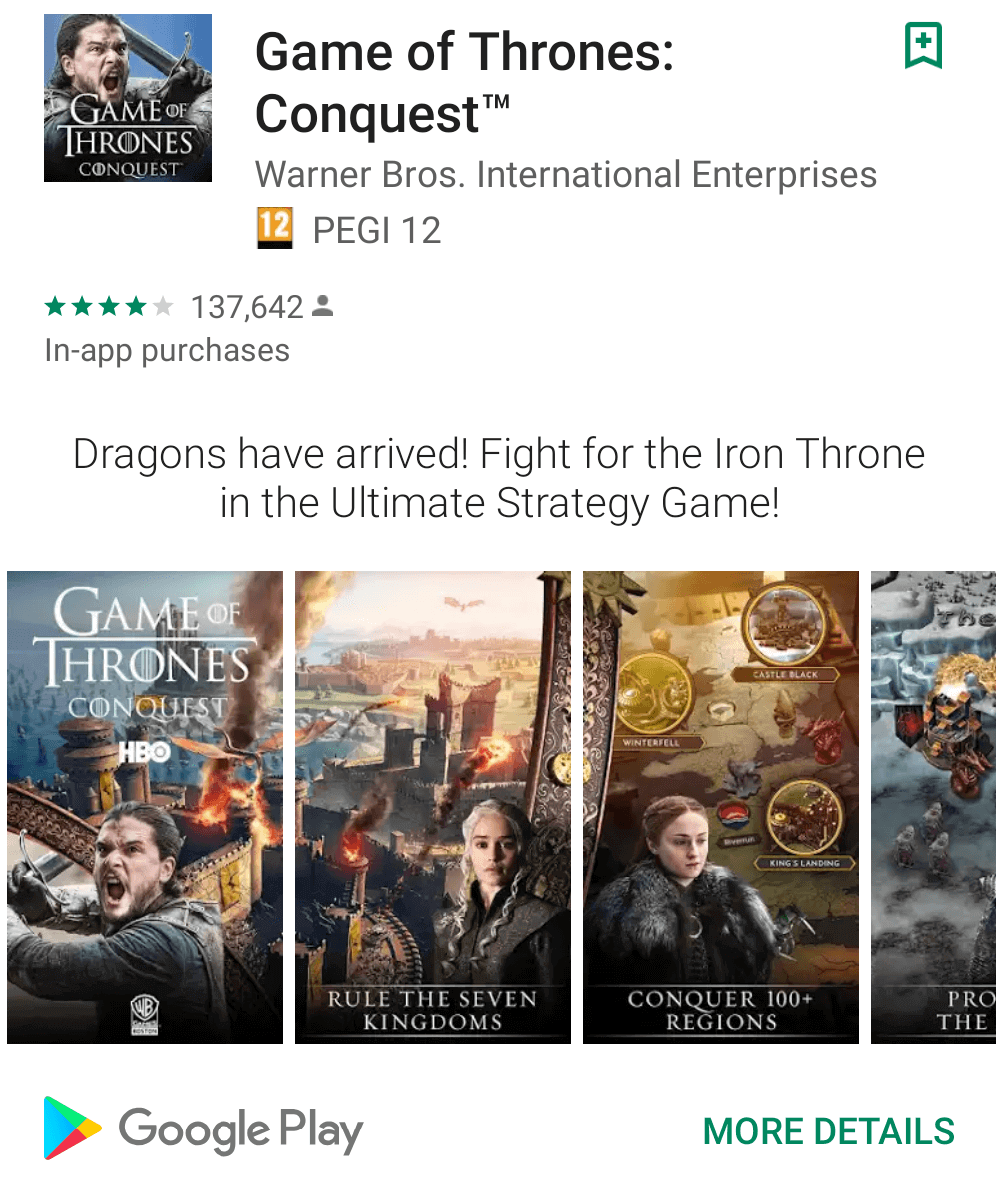 GAME OF
THRONES
CONQUEST
Game of Thrones:
Conquest™
Warner Bros. International Enterprises
12 PEGI 12
137,642
In-app purchases
Dragons have arrived! Fight for the Iron Throne
in the Ultimate Strategy Game!
GAME OF
THRONES
CONQUEST
HBO
WB
GAMES
BOSTON
RULE THE SEVEN
KINGDOMS
CASTLE BLACK
WINTERFELL
Riverrun
KING'S LANDING
CONQUER 100+
REGIONS
The
PRO
THE
Google Play
MORE DETAILS